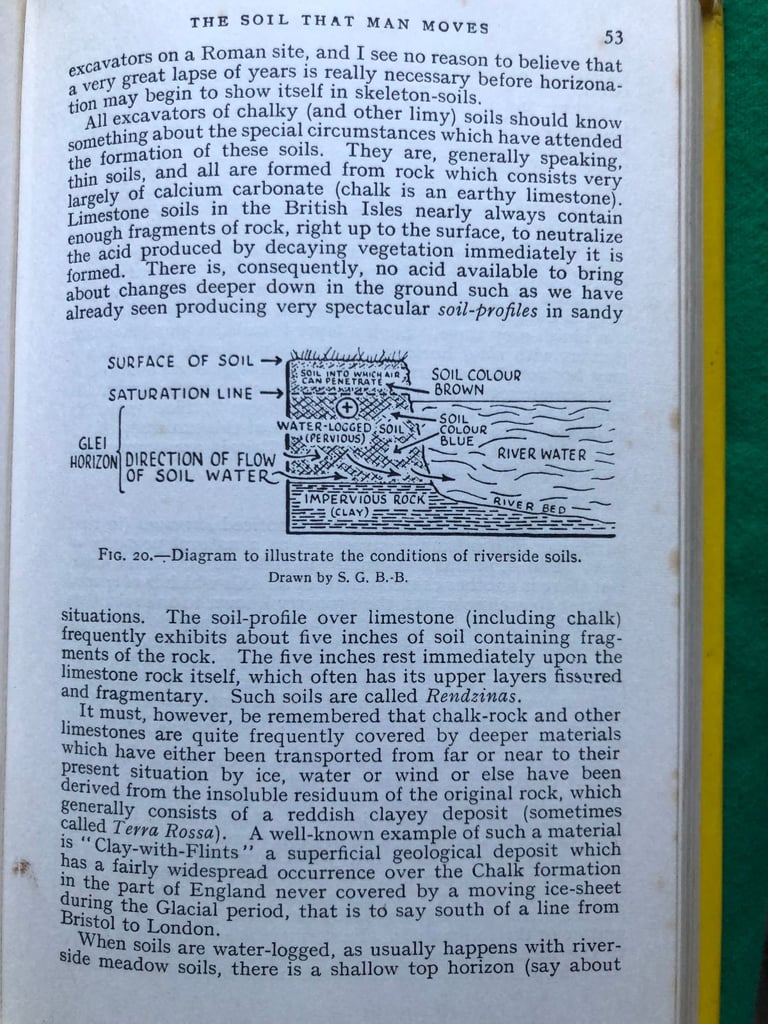 THE SOIL THAT MAN MOVES
53
excavators on a Roman site, and I see no reason to believe that
a very great lapse of years is really necessary before horizona-
tion may begin to show itself in skeleton-soils.
All excavators of chalky (and other limy) soils should know
something about the special circumstances which have attended
the formation of these soils. They are, generally speaking,
thin soils, and all are formed from rock which consists very
largely of calcium carbonate (chalk is an earthy limestone).
Limestone soils in the British Isles nearly always contain
enough fragments of rock, right up to the surface, to neutralize
the acid produced by decaying vegetation immediately it is
formed. There is, consequently, no acid available to bring
about changes deeper down in the ground such as we have
already seen producing very spectacular soil-profiles in sandy
SURFACE OF SOIL
SATURATION LINE
GLEI
HORIZON
DIRECTION OF FLOW
OF SOIL WATER
SOIL INTO WHICH AIR
CAN PENETRATE
WATER-LOGGED SOIL
(PERVIOUS)
IMPERVIOUS ROCK
(CLAY)
SOIL COLOUR
BROWN
SOIL
COLOUR
BLUE
RIVER WATER
RIVER BED
FIG. 20.—Diagram to illustrate the conditions of riverside soils.
Drawn by S. G. B.-B.
situations. The soil-profile over limestone (including chalk)
frequently exhibits about five inches of soil containing frag-
ments of the rock. The five inches rest immediately upon the
limestone rock itself, which often has its upper layers fissured
and fragmentary. Such soils are called Rendzinas.
It must, however, be remembered that chalk-rock and other
limestones are quite frequently covered by deeper materials
which have either been transported from far or near to their
present situation by ice, water or wind or else have been
derived from the insoluble residuum of the original rock, which
generally consists of a reddish clayey deposit (sometimes
called Terra Rossa). A well-known example of such a material
is "Clay-with-Flints" a superficial geological deposit which
has a fairly widespread occurrence over the Chalk formation
in the part of England never covered by a moving ice-sheet
during the Glacial period, that is to say south of a line from
Bristol to London.
When soils are water-logged, as usually happens with river-
side meadow soils, there is a shallow top horizon (say about